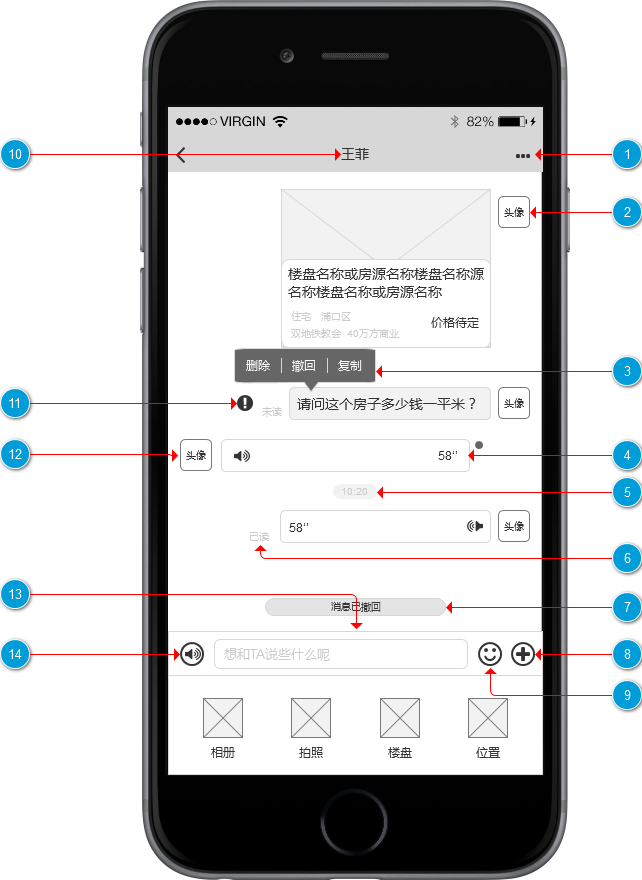 VIRGIN 82%
10 王菲 1
头像 2
楼盘名称或房源名称楼盘名称源
名称楼盘名称或房源名称
住宅 浦口区
双地铁教会 40万方商业 价格待定
删除 撤回 复制 3
11 未读 请问这个房子多少钱一平米？ 头像
12 头像 58'' 4
10:20 5
58'' 头像
已读 6
13
消息已撤回 7
14 想和TA说些什么呢 8
9
相册 拍照 楼盘 位置